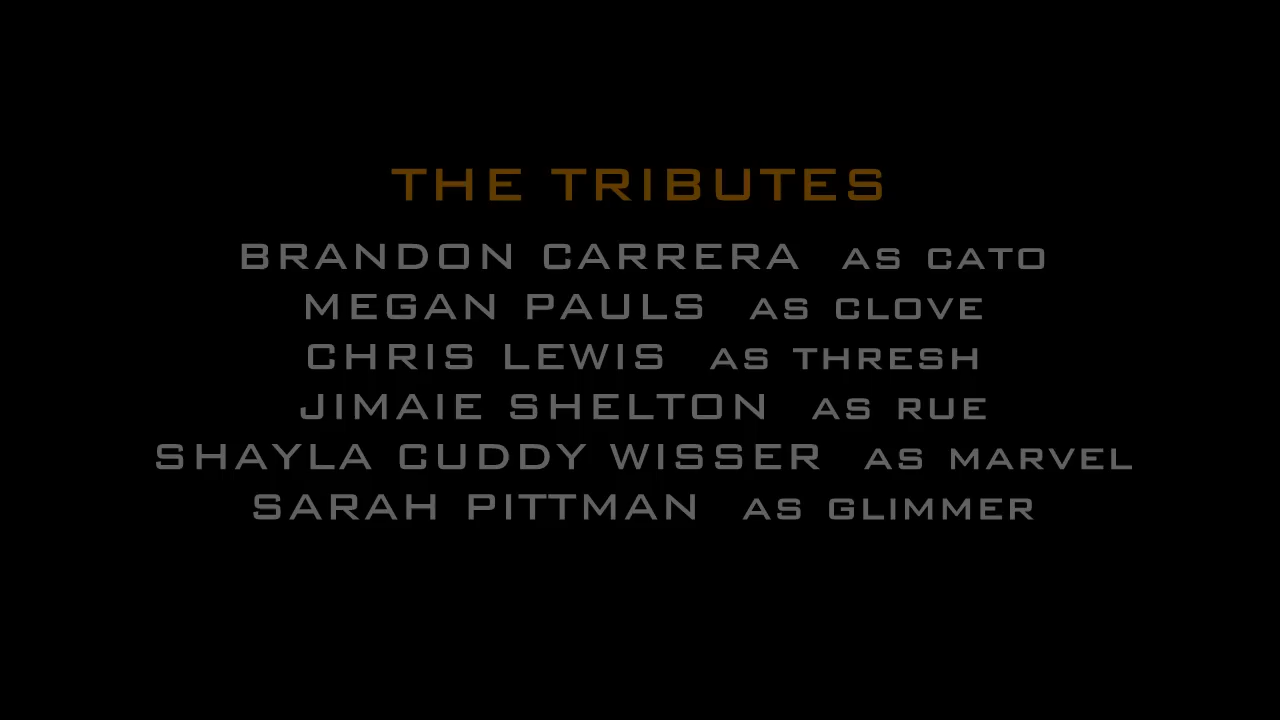 THE TRIBUTES
BRANDON CARRERA AS CATO
MEGAN PAULS AS CLOVE
CHRIS LEWIS AS THRESH
JIMAIE SHELTON AS RUE
SHAYLA CUDDY WISSER AS MARVEL
SARAH PITTMAN AS GLIMMER